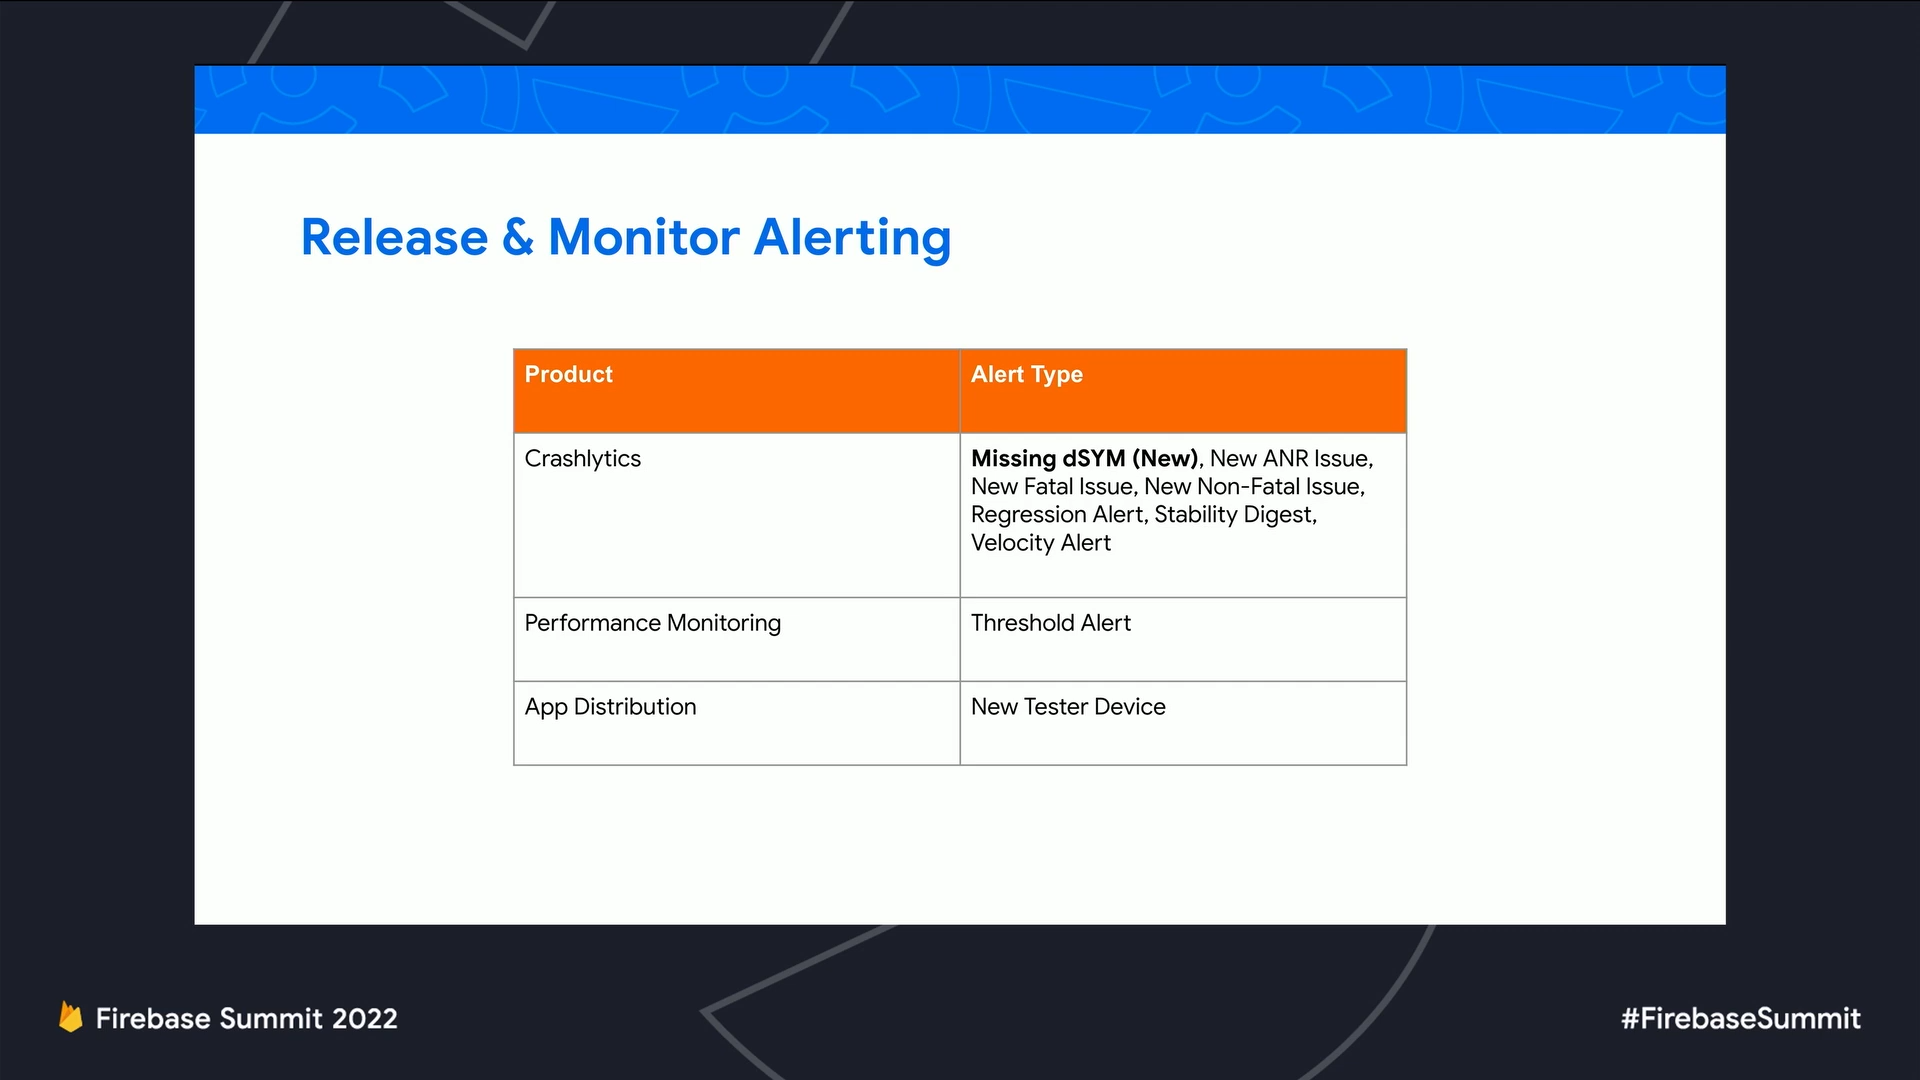 Release & Monitor Alerting
Product
Alert Type
Crashlytics
Missing dSYM (New), New ANR Issue,
New Fatal Issue, New Non-Fatal Issue,
Regression Alert, Stability Digest,
Velocity Alert
Performance Monitoring
Threshold Alert
App Distribution
New Tester Device
Firebase Summit 2022
#FirebaseSummit